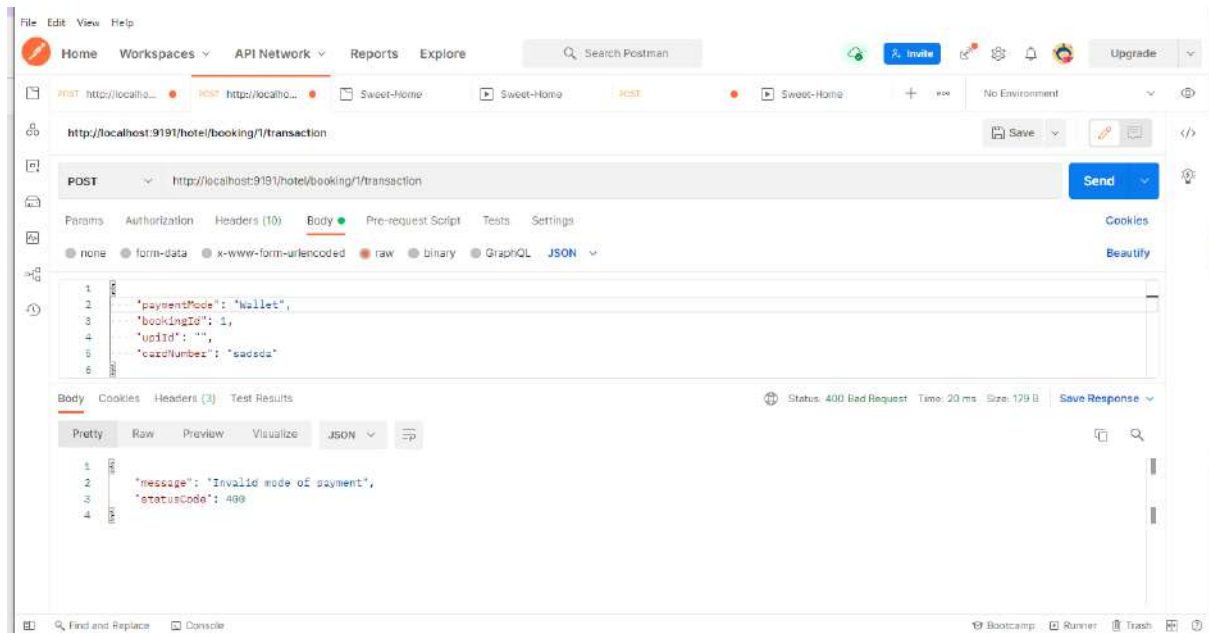 File Edit View Help
Home Workspaces API Network Reports Explore Search Postman Invite Upgrade
POST http://localho... POST http://localho... Sweet-Home Sweet-Home POST Sweet-Home + ooo No Environment
http://localhost:9191/hotel/booking/1/transaction Save </>
POST http://localhost:9191/hotel/booking/1/transaction Send
Params Authorization Headers (10) Body Pre-request Script Tests Settings Cookies
none form-data x-www-form-urlencoded raw binary GraphQL JSON Beautify
1 {
2 "paymentMode": "Wallet",
3 "bookingId": 1,
4 "upiId": "",
5 "cardNumber": "sadsda"
6 }
Body Cookies Headers (3) Test Results Status: 400 Bad Request Time: 20 ms Size: 179 B Save Response
Pretty Raw Preview Visualize JSON
1 {
2 "message": "Invalid mode of payment",
3 "statusCode": 400
4 }
Find and Replace Console Bootcamp Runner Trash